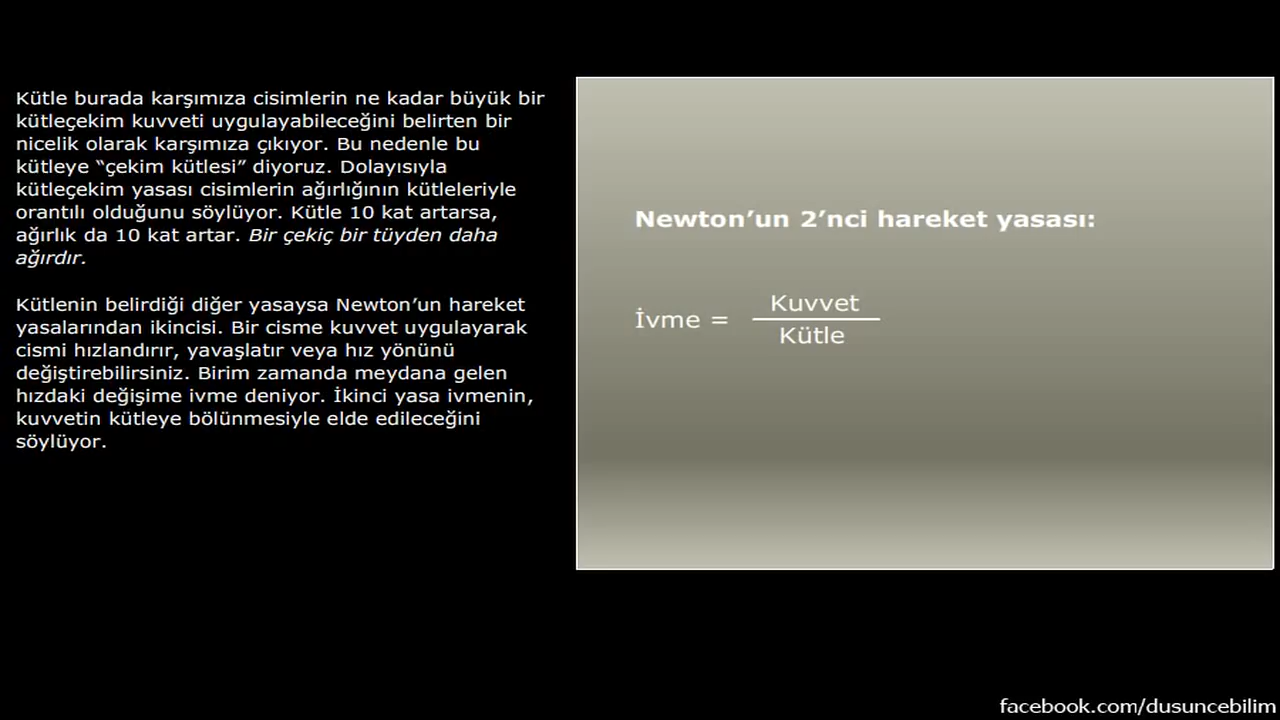 Kütle burada karşımıza cisimlerin ne kadar büyük bir
kütleçekim kuvveti uygulayabileceğini belirten bir
nicelik olarak karşımıza çıkıyor. Bu nedenle bu
kütleye “çekim kütlesi” diyoruz. Dolayısıyla
kütleçekim yasası cisimlerin ağırlığının kütleleriyle
orantılı olduğunu söylüyor. Kütle 10 kat artarsa,
ağırlık da 10 kat artar. Bir çekiç bir tüyden daha
ağırdır.
Kütlenin belirdiği diğer yasaysa Newton’un hareket
yasalarından ikincisi. Bir cisme kuvvet uygulayarak
cismi hızlandırır, yavaşlatır veya hız yönünü
değiştirebilirsiniz. Birim zamanda meydana gelen
hızdaki değişime ivme deniyor. İkinci yasa ivmenin,
kuvvetin kütleye bölünmesiyle elde edileceğini
söylüyor.
Newton’un 2’nci hareket yasası:
İvme =
Kuvvet
Kütle
facebook.com/dusuncebilim